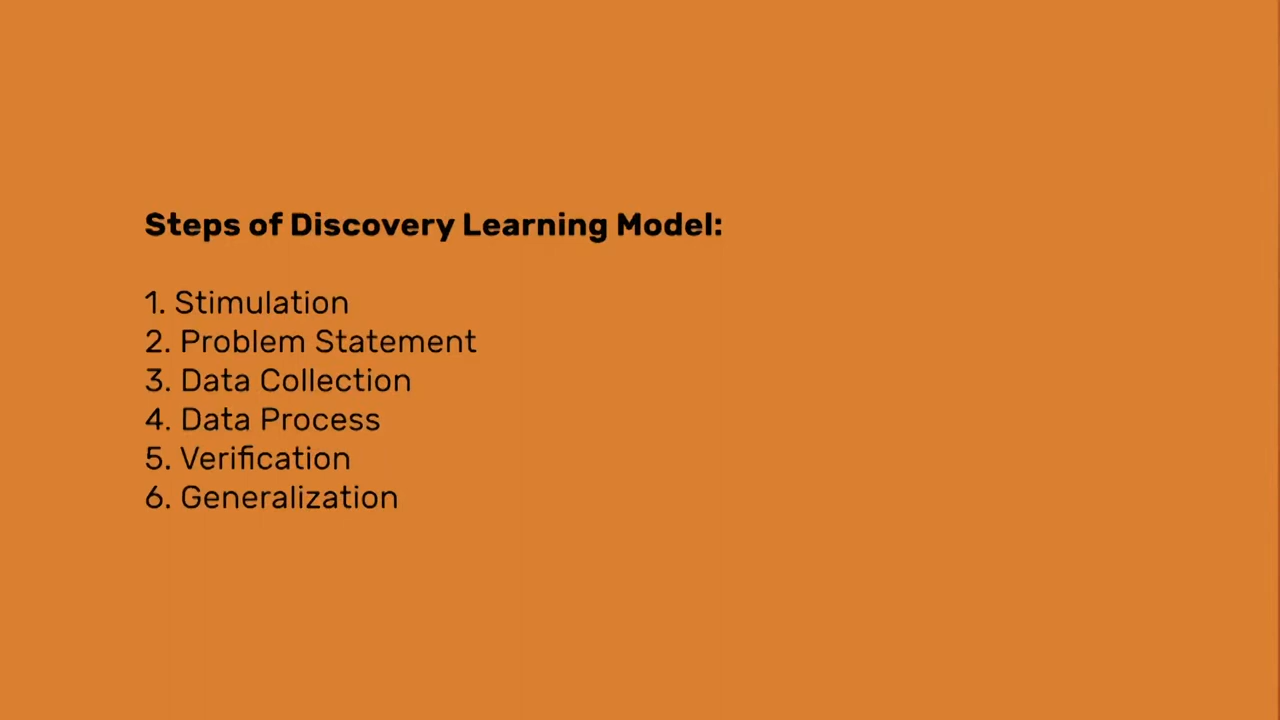 Steps of Discovery Learning Model:
1. Stimulation
2. Problem Statement
3. Data Collection
4. Data Process
5. Verification
6. Generalization